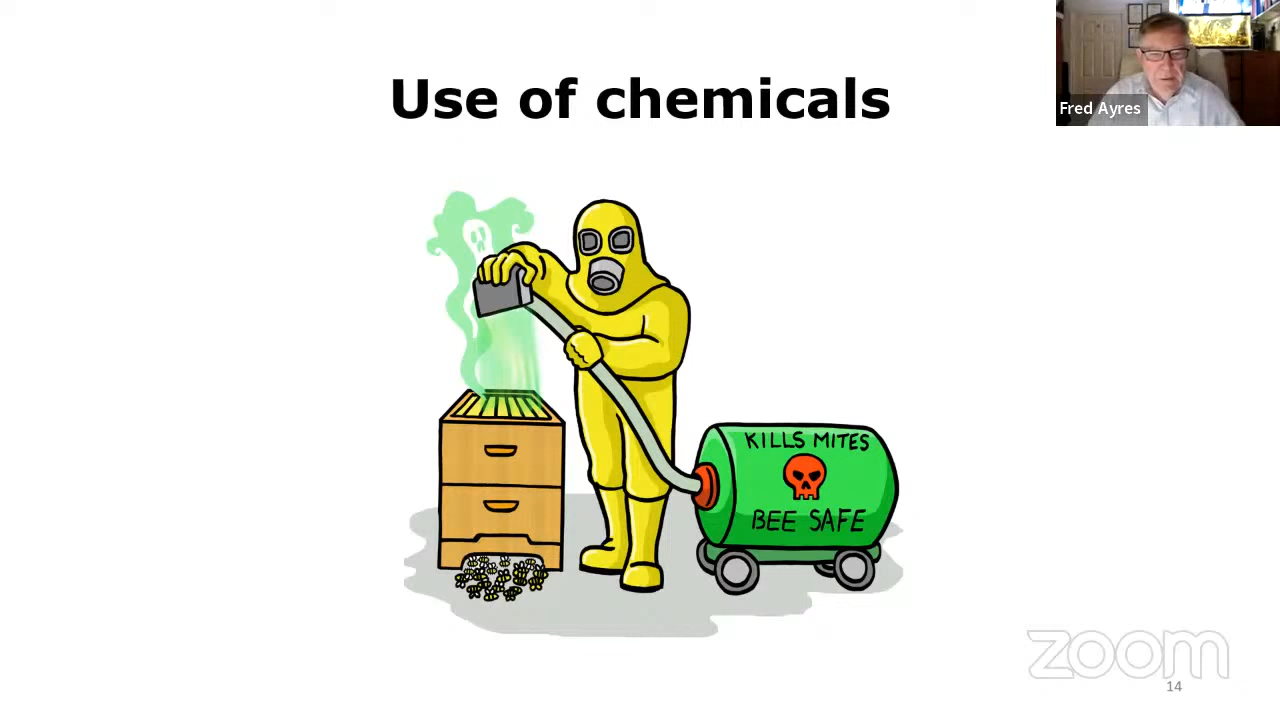 Use of chemicals
Fred Ayres
KILLS MITES
BEE SAFE
zoom
14